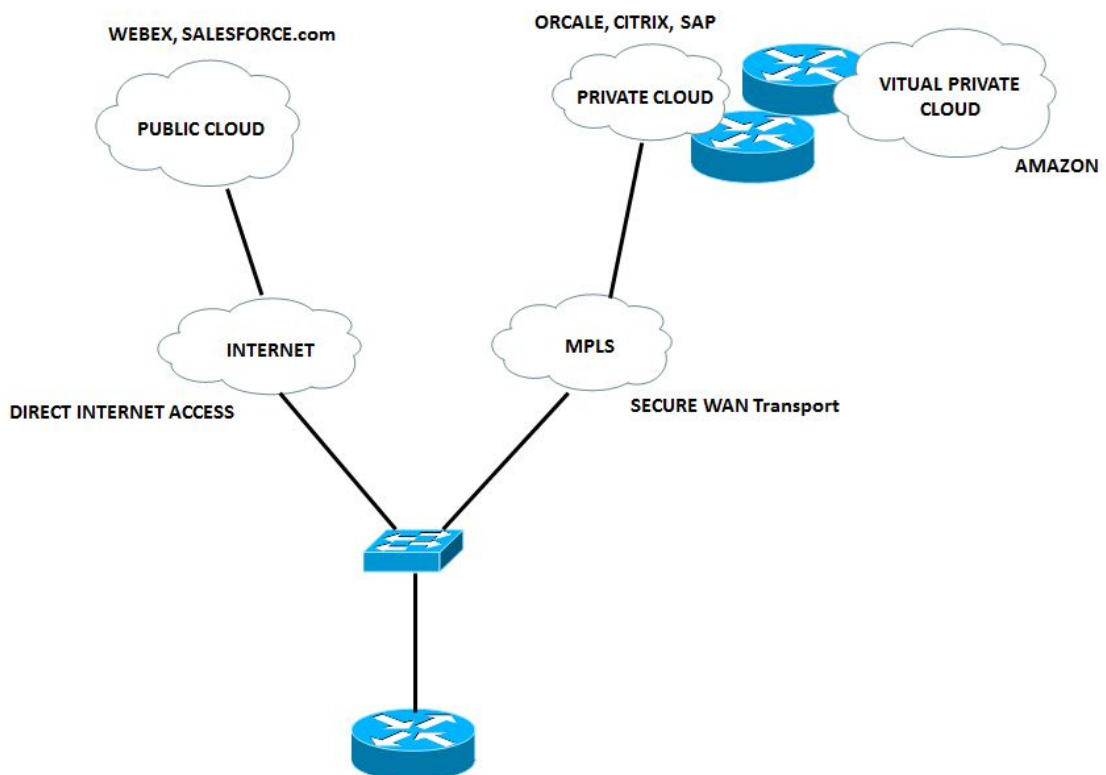 WEBEX, SALESFORCE.com
ORCALE, CITRIX, SAP
PUBLIC CLOUD
PRIVATE CLOUD
VITUAL PRIVATE
CLOUD
AMAZON
INTERNET
MPLS
DIRECT INTERNET ACCESS
SECURE WAN Transport